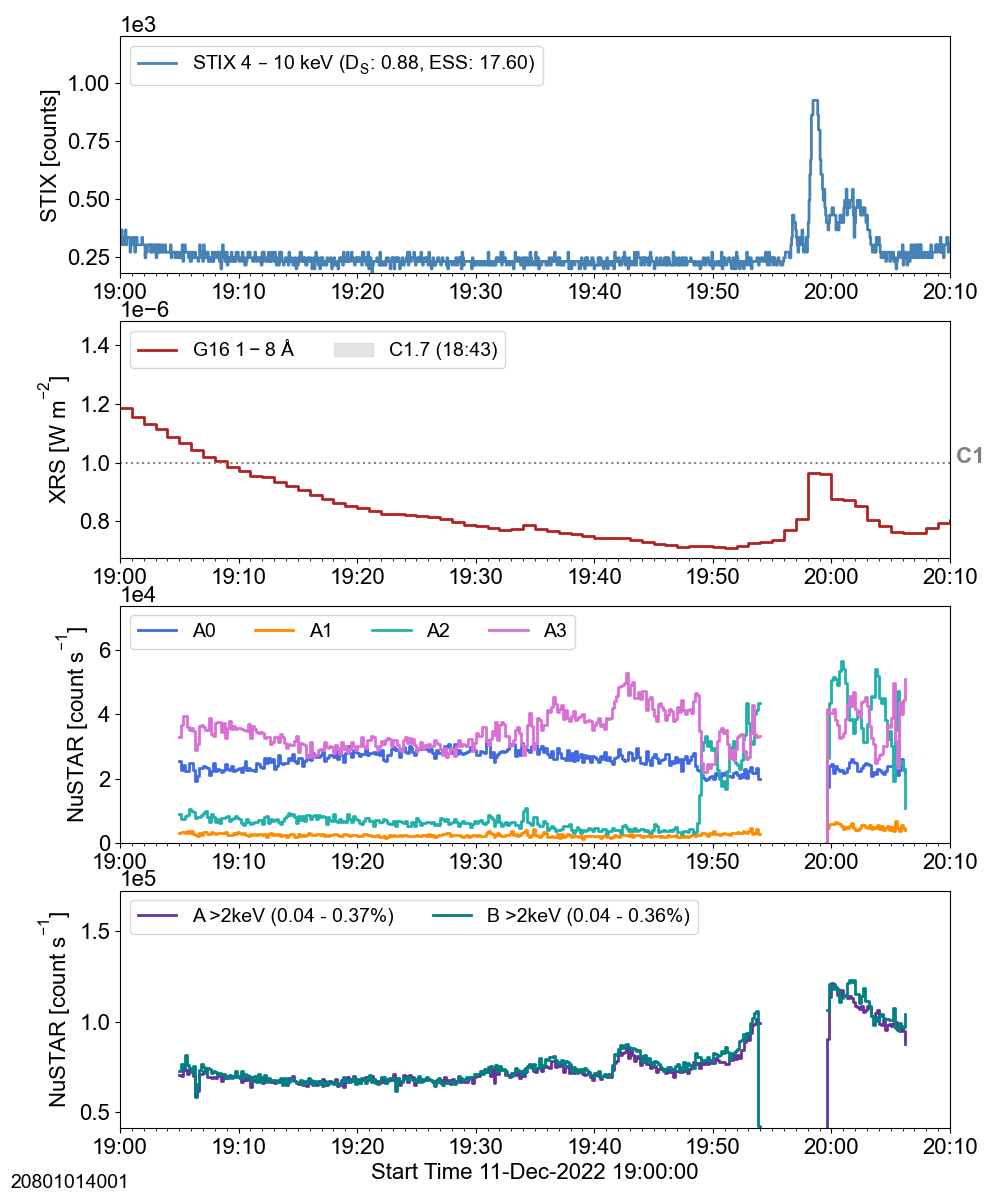 1e3
STIX 4 – 10 keV (D_S: 0.88, ESS: 17.60)
STIX [counts]
1.00
0.75
0.50
0.25
19:00 19:10 19:20 19:30 19:40 19:50 20:00 20:10
1e−6
G16 1 – 8 Å C1.7 (18:43)
XRS [W m⁻²]
1.4
1.2
1.0
0.8
C1
19:00 19:10 19:20 19:30 19:40 19:50 20:00 20:10
1e4
A0 A1 A2 A3
NuSTAR [count s⁻¹]
6
4
2
0
19:00 19:10 19:20 19:30 19:40 19:50 20:00 20:10
1e5
A >2keV (0.04 - 0.37%) B >2keV (0.04 - 0.36%)
NuSTAR [count s⁻¹]
1.5
1.0
0.5
19:00 19:10 19:20 19:30 19:40 19:50 20:00 20:10
Start Time 11-Dec-2022 19:00:00
20801014001